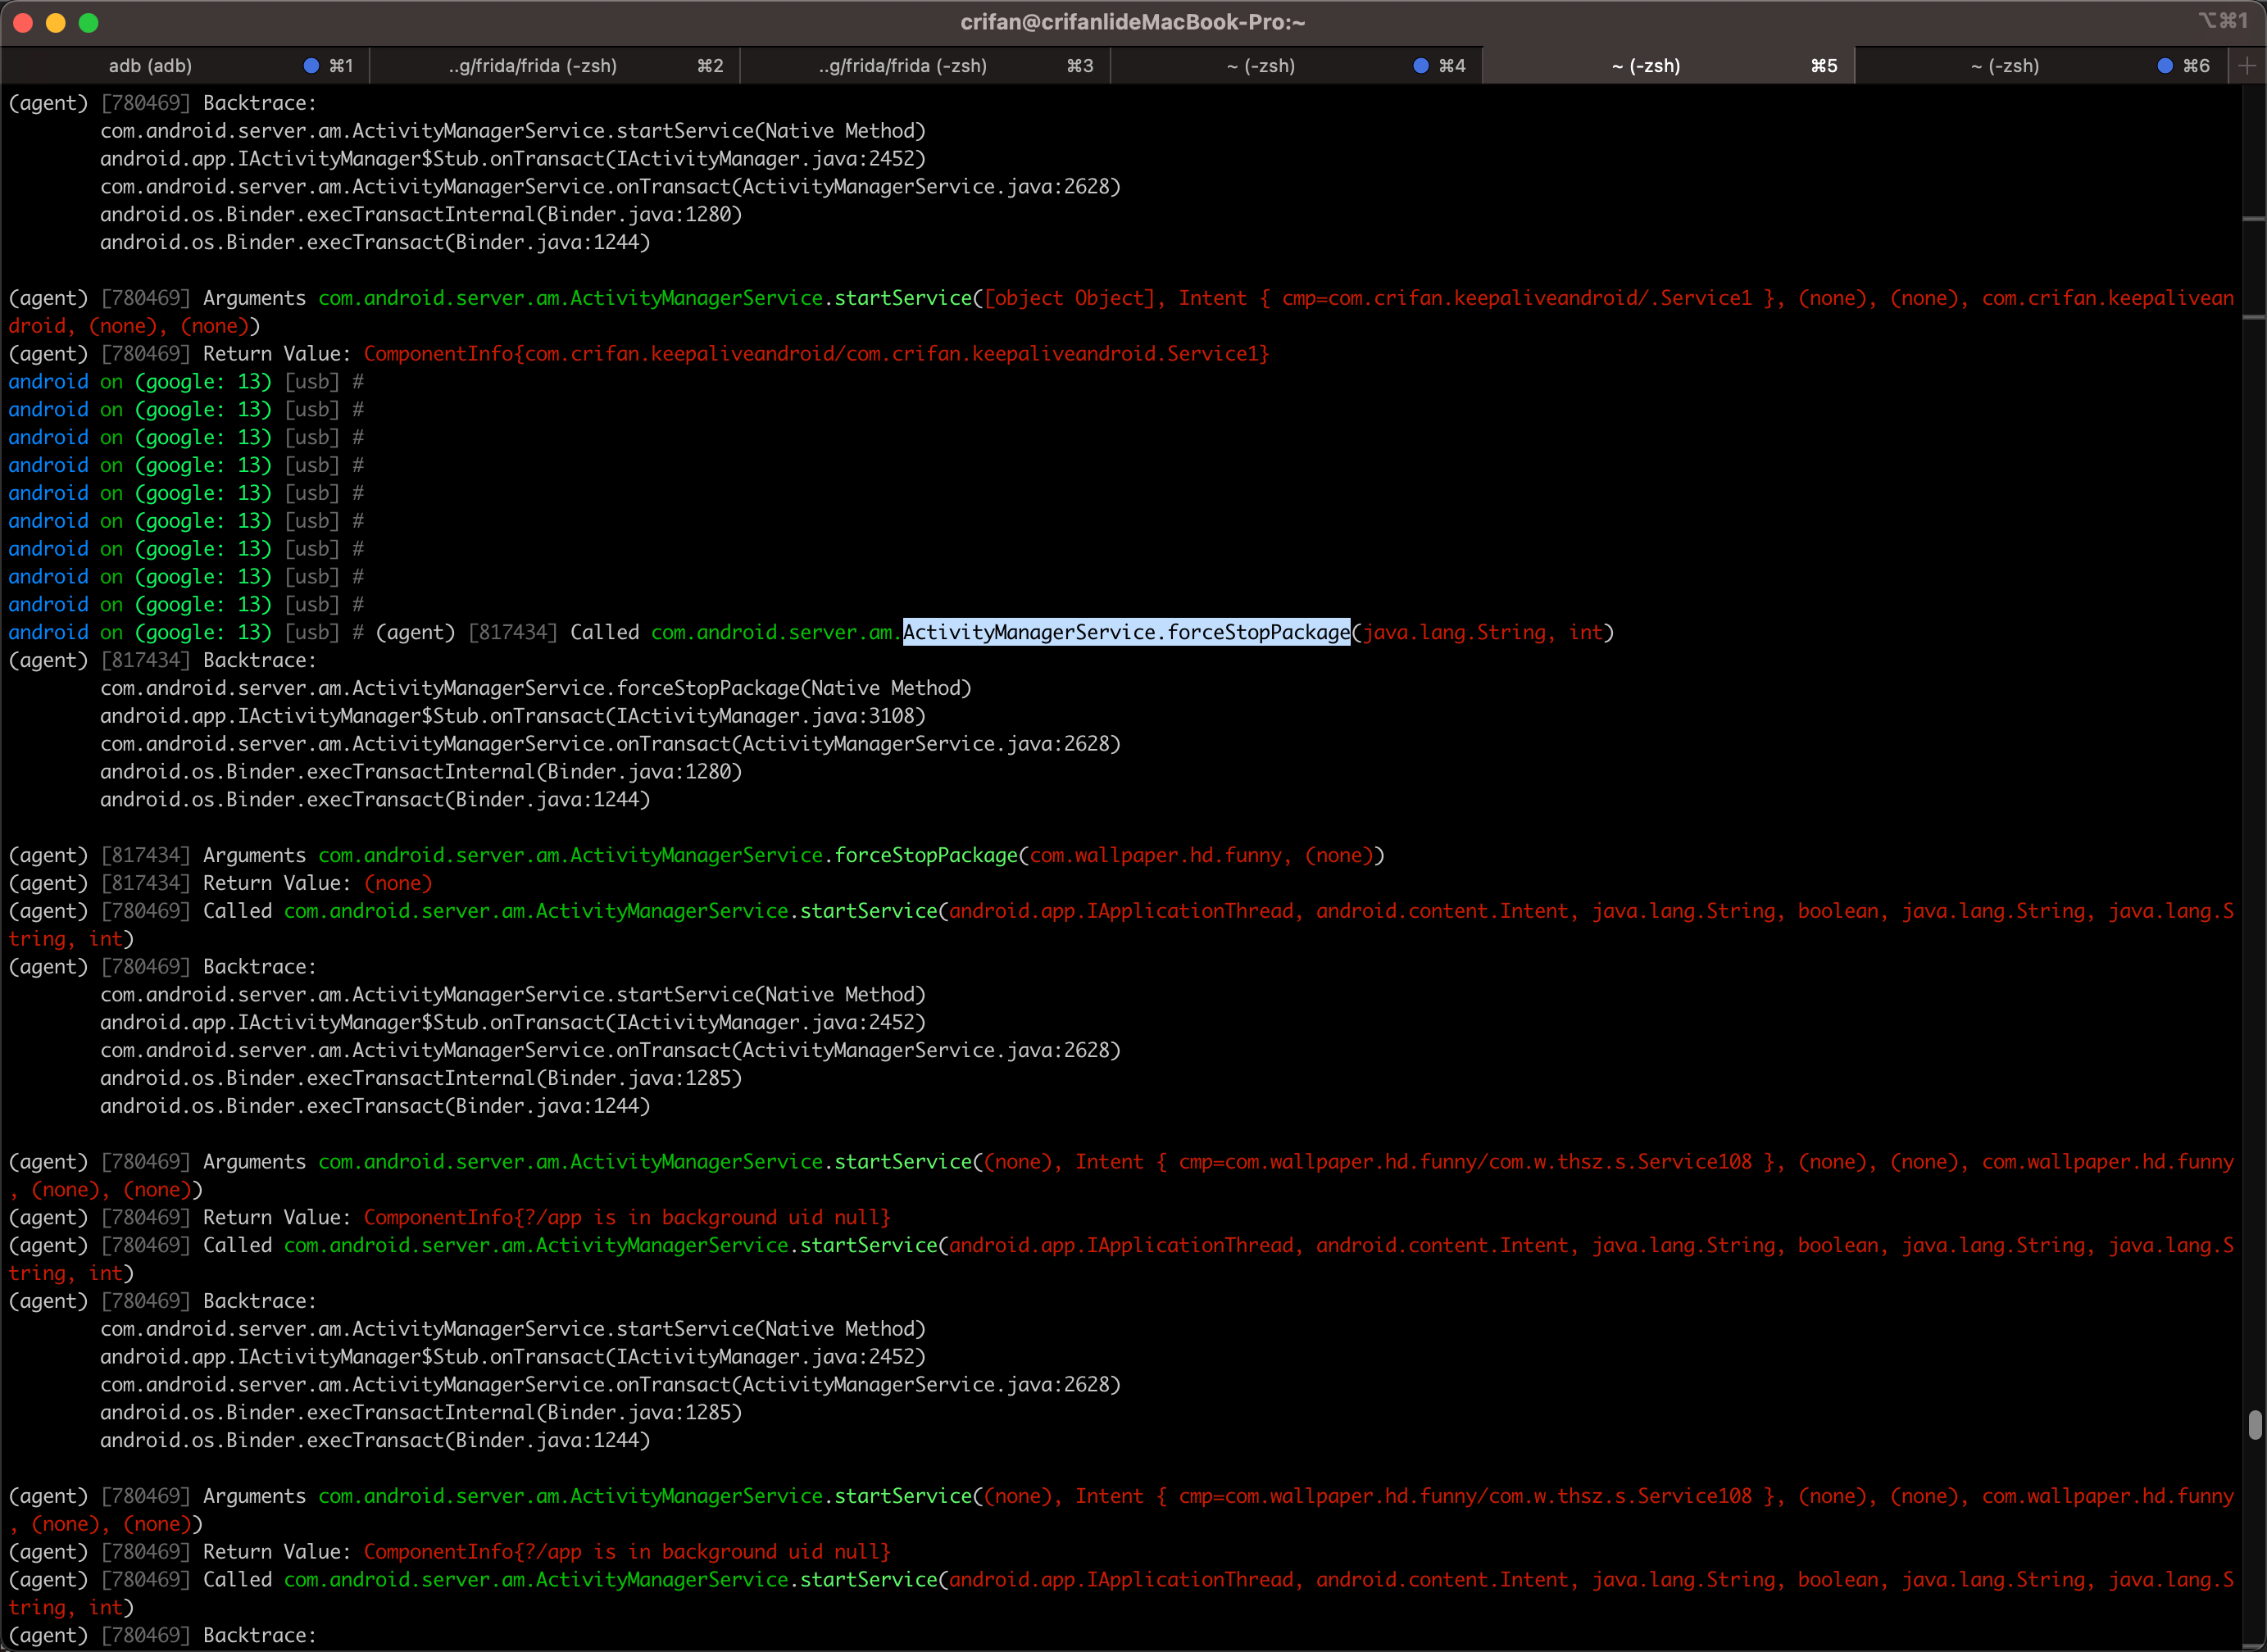 crifan@crifanlideMacBook-Pro:~
⌥⌘1
adb (adb) ⌘1 ..g/frida/frida (-zsh) ⌘2 ..g/frida/frida (-zsh) ⌘3 ~ (-zsh) ⌘4 ~ (-zsh) ⌘5 ~ (-zsh) ⌘6 +
(agent) [780469] Backtrace:
com.android.server.am.ActivityManagerService.startService(Native Method)
android.app.IActivityManager$Stub.onTransact(IActivityManager.java:2452)
com.android.server.am.ActivityManagerService.onTransact(ActivityManagerService.java:2628)
android.os.Binder.execTransactInternal(Binder.java:1280)
android.os.Binder.execTransact(Binder.java:1244)
(agent) [780469] Arguments com.android.server.am.ActivityManagerService.startService([object Object], Intent { cmp=com.crifan.keepaliveandroid/.Service1 }, (none), (none), com.crifan.keepalivean
droid, (none), (none))
(agent) [780469] Return Value: ComponentInfo{com.crifan.keepaliveandroid/com.crifan.keepaliveandroid.Service1}
android on (google: 13) [usb] #
android on (google: 13) [usb] #
android on (google: 13) [usb] #
android on (google: 13) [usb] #
android on (google: 13) [usb] #
android on (google: 13) [usb] #
android on (google: 13) [usb] #
android on (google: 13) [usb] #
android on (google: 13) [usb] #
android on (google: 13) [usb] # (agent) [817434] Called com.android.server.am.ActivityManagerService.forceStopPackage(java.lang.String, int)
(agent) [817434] Backtrace:
com.android.server.am.ActivityManagerService.forceStopPackage(Native Method)
android.app.IActivityManager$Stub.onTransact(IActivityManager.java:3108)
com.android.server.am.ActivityManagerService.onTransact(ActivityManagerService.java:2628)
android.os.Binder.execTransactInternal(Binder.java:1280)
android.os.Binder.execTransact(Binder.java:1244)
(agent) [817434] Arguments com.android.server.am.ActivityManagerService.forceStopPackage(com.wallpaper.hd.funny, (none))
(agent) [817434] Return Value: (none)
(agent) [780469] Called com.android.server.am.ActivityManagerService.startService(android.app.IApplicationThread, android.content.Intent, java.lang.String, boolean, java.lang.String, java.lang.S
tring, int)
(agent) [780469] Backtrace:
com.android.server.am.ActivityManagerService.startService(Native Method)
android.app.IActivityManager$Stub.onTransact(IActivityManager.java:2452)
com.android.server.am.ActivityManagerService.onTransact(ActivityManagerService.java:2628)
android.os.Binder.execTransactInternal(Binder.java:1285)
android.os.Binder.execTransact(Binder.java:1244)
(agent) [780469] Arguments com.android.server.am.ActivityManagerService.startService((none), Intent { cmp=com.wallpaper.hd.funny/com.w.thsz.s.Service108 }, (none), (none), com.wallpaper.hd.funny
, (none), (none))
(agent) [780469] Return Value: ComponentInfo{?/app is in background uid null}
(agent) [780469] Called com.android.server.am.ActivityManagerService.startService(android.app.IApplicationThread, android.content.Intent, java.lang.String, boolean, java.lang.String, java.lang.S
tring, int)
(agent) [780469] Backtrace:
com.android.server.am.ActivityManagerService.startService(Native Method)
android.app.IActivityManager$Stub.onTransact(IActivityManager.java:2452)
com.android.server.am.ActivityManagerService.onTransact(ActivityManagerService.java:2628)
android.os.Binder.execTransactInternal(Binder.java:1285)
android.os.Binder.execTransact(Binder.java:1244)
(agent) [780469] Arguments com.android.server.am.ActivityManagerService.startService((none), Intent { cmp=com.wallpaper.hd.funny/com.w.thsz.s.Service108 }, (none), (none), com.wallpaper.hd.funny
, (none), (none))
(agent) [780469] Return Value: ComponentInfo{?/app is in background uid null}
(agent) [780469] Called com.android.server.am.ActivityManagerService.startService(android.app.IApplicationThread, android.content.Intent, java.lang.String, boolean, java.lang.String, java.lang.S
tring, int)
(agent) [780469] Backtrace: